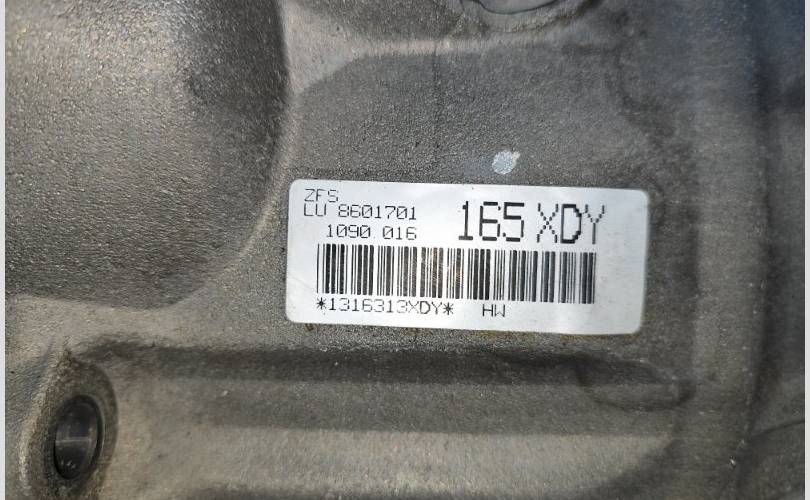 ZFS
LU 8601701
165 XDY
1090 016
*1316313XDY* HW